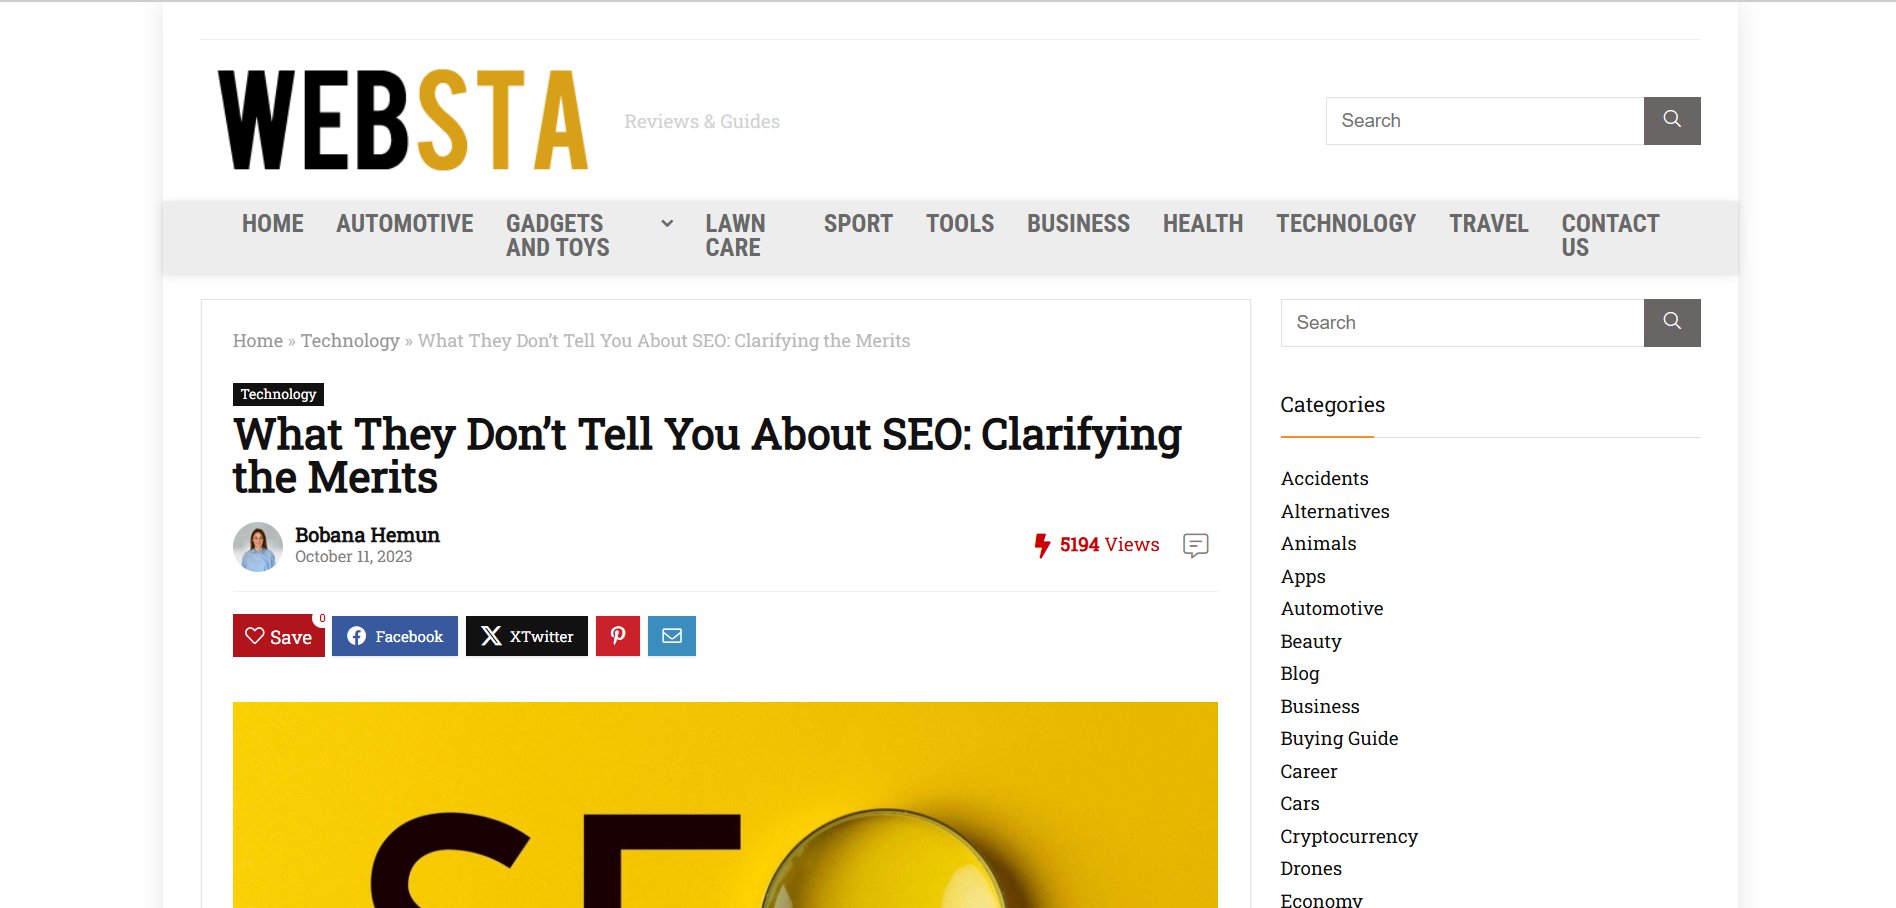 WEBSTA
Reviews & Guides
Search
HOME
AUTOMOTIVE
GADGETS
AND TOYS
LAWN
CARE
SPORT
TOOLS
BUSINESS
HEALTH
TECHNOLOGY
TRAVEL
CONTACT
US
Home » Technology » What They Don’t Tell You About SEO: Clarifying the Merits
Technology
What They Don’t Tell You About SEO: Clarifying
the Merits
Bobana Hemun
October 11, 2023
5194 Views
Save
0
Facebook
XTwitter
SE
Search
Categories
Accidents
Alternatives
Animals
Apps
Automotive
Beauty
Blog
Business
Buying Guide
Career
Cars
Cryptocurrency
Drones
Economy